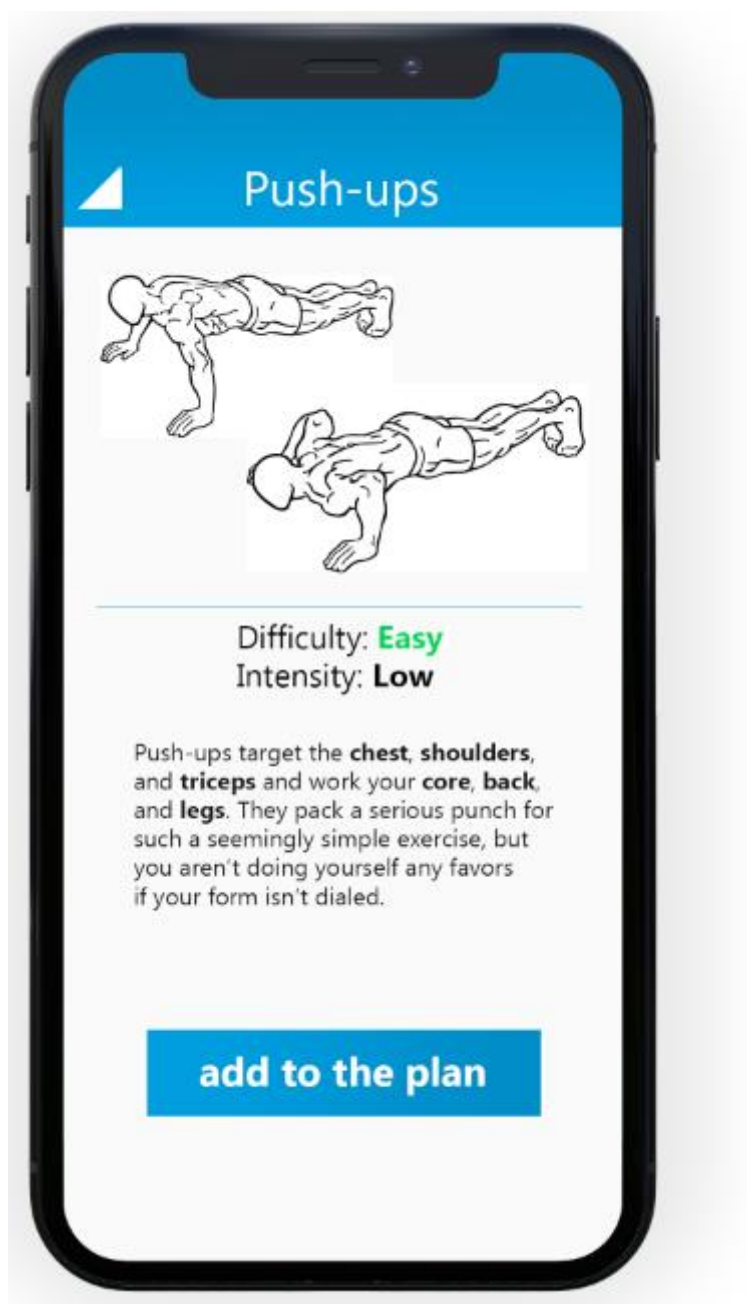 Push-ups
Difficulty: Easy
Intensity: Low
Push-ups target the chest, shoulders,
and triceps and work your core, back,
and legs. They pack a serious punch for
such a seemingly simple exercise, but
you aren't doing yourself any favors
if your form isn't dialed.
add to the plan